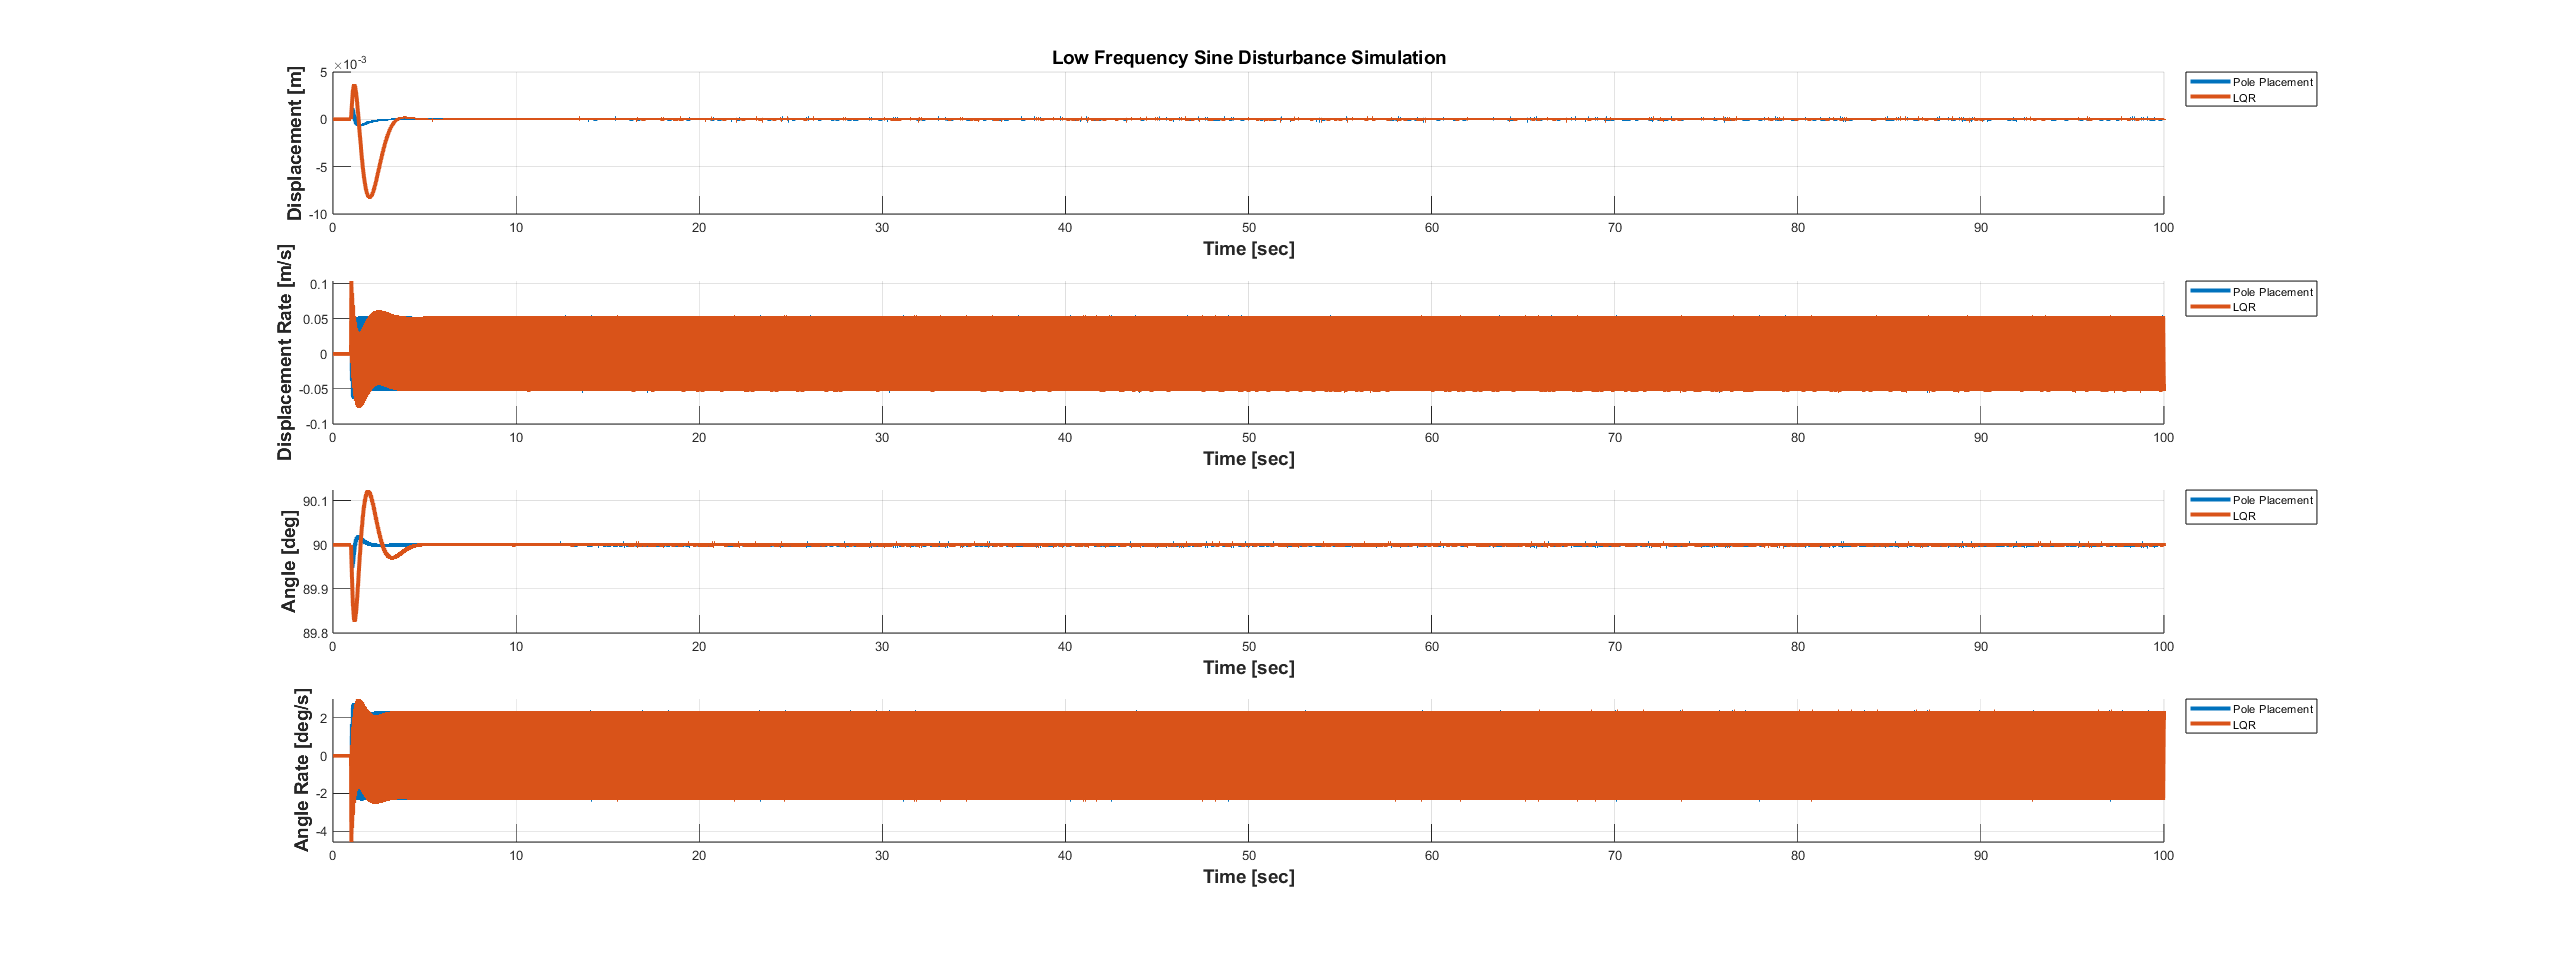 Low Frequency Sine Disturbance Simulation
×10⁻³
Displacement [m]
5
0
-5
-10
0 10 20 30 40 50 60 70 80 90 100
Time [sec]
Pole Placement
LQR
Displacement Rate [m/s]
0.1
0.05
0
-0.05
-0.1
0 10 20 30 40 50 60 70 80 90 100
Time [sec]
Pole Placement
LQR
Angle [deg]
90.1
90
89.9
89.8
0 10 20 30 40 50 60 70 80 90 100
Time [sec]
Pole Placement
LQR
Angle Rate [deg/s]
2
0
-2
-4
0 10 20 30 40 50 60 70 80 90 100
Time [sec]
Pole Placement
LQR